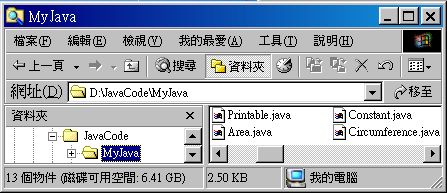 MyJava
檔案(F) 編輯(E) 檢視(V) 我的最愛(A) 工具(T) 說明(H)
上一頁 搜尋 資料夾
網址(D) D:\JavaCode\MyJava 移至
資料夾 Printable.java Constant.java
JavaCode Area.java Circumference.java
MyJava
13 個物件 (磁碟可用空間: 6.41 GB) 2.50 KB 我的電腦